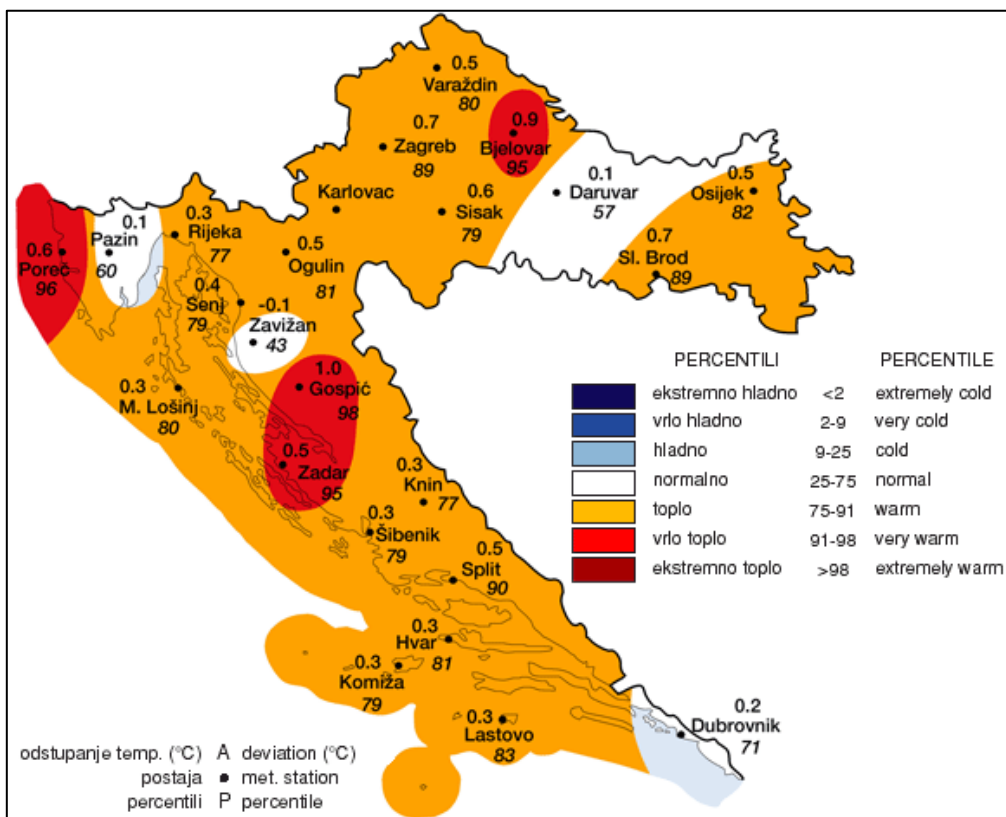 0.5
Varaždin
80
0.7
Zagreb
89
0.9
Bjelovar
95
Karlovac
0.6
Sisak
79
0.1
Daruvar
57
0.5
Osijek
82
0.7
Sl. Brod
89
0.6
Poreč
96
0.1
Pazin
60
0.3
Rijeka
77
0.5
Ogulin
81
0.4
Senj
79
-0.1
Zavižan
43
1.0
Gospić
98
0.3
M. Lošinj
80
0.5
Zadar
95
0.3
Knin
77
0.3
Šibenik
79
0.5
Split
90
0.3
Hvar
81
0.3
Komiža
79
0.3
Lastovo
83
0.2
Dubrovnik
71
PERCENTILI PERCENTILE
ekstremno hladno <2 extremely cold
vrlo hladno 2-9 very cold
hladno 9-25 cold
normalno 25-75 normal
toplo 75-91 warm
vrlo toplo 91-98 very warm
ekstremno toplo >98 extremely warm
odstupanje temp. (°C) A deviation (°C)
postaja met. station
percentili P percentile